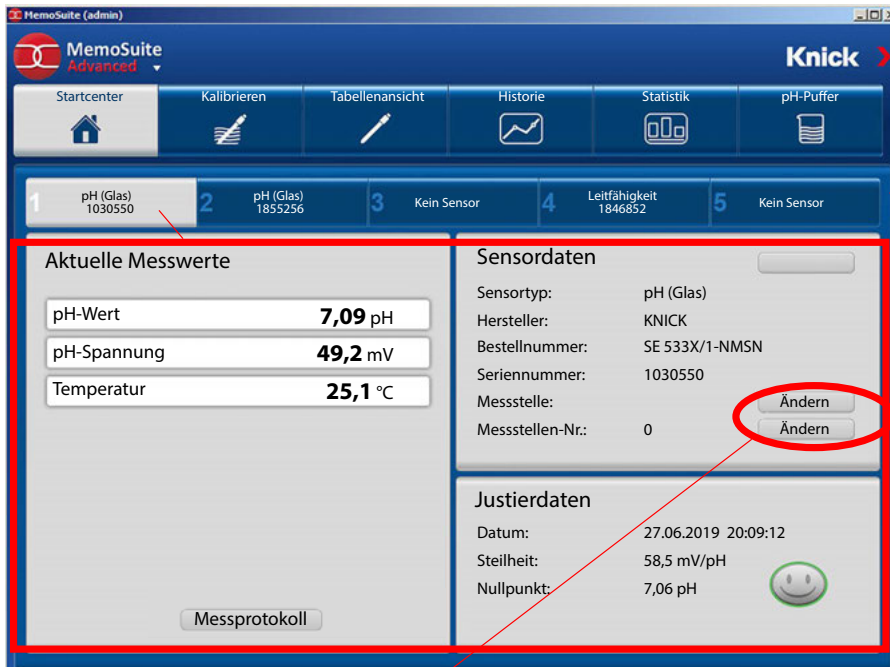 MemoSuite (admin)
MemoSuite
Advanced
Knick
Startcenter
Kalibrieren
Tabellenansicht
Historie
Statistik
pH-Puffer
1 pH (Glas)
1030550
2 pH (Glas)
1855256
3 Kein Sensor
4 Leitfähigkeit
1846852
5 Kein Sensor
Aktuelle Messwerte
pH-Wert 7,09 pH
pH-Spannung 49,2 mV
Temperatur 25,1 °C
Messprotokoll
Sensordaten
Sensortyp: pH (Glas)
Hersteller: KNICK
Bestellnummer: SE 533X/1-NMSN
Seriennummer: 1030550
Messstelle: Ändern
Messstellen-Nr.: 0 Ändern
Justierdaten
Datum: 27.06.2019 20:09:12
Steilheit: 58,5 mV/pH
Nullpunkt: 7,06 pH